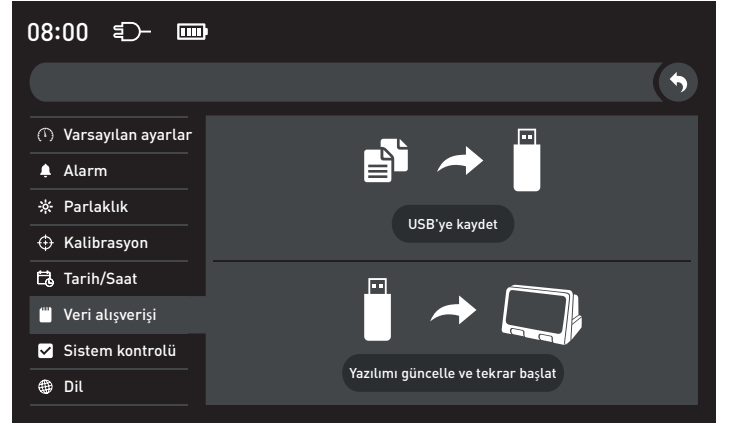 08:00
Varsayılan ayarlar
Alarm
Parlaklık
Kalibrasyon
Tarih/Saat
Veri alışverişi
Sistem kontrolü
Dil
USB'ye kaydet
Yazılımı güncelle ve tekrar başlat